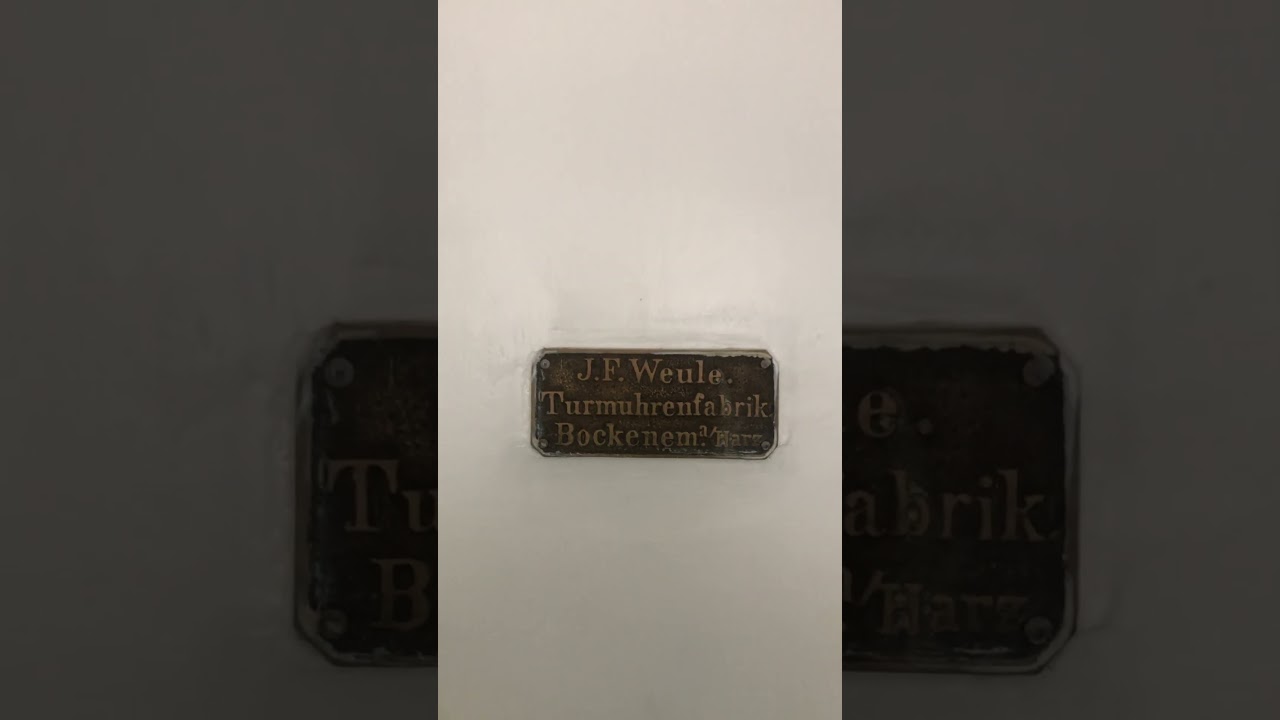 J.F. Weule.
Turmuhrenfabrik.
Bockenem. a/Harz.